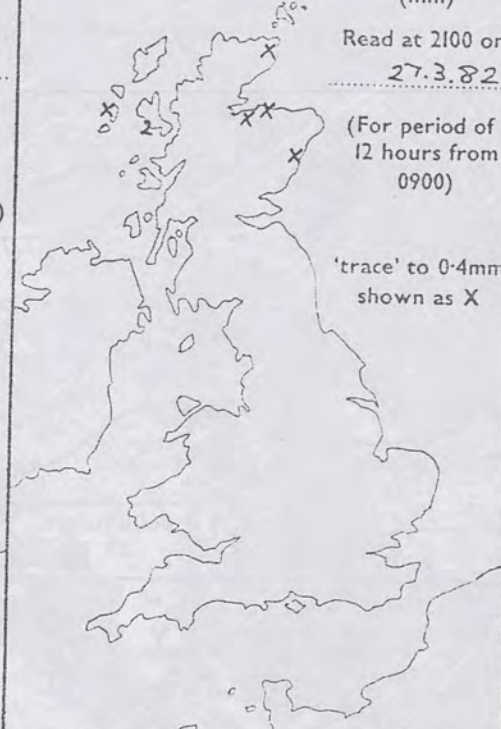 (mm)
Read at 2100 on
27.3.82
(For period of
12 hours from
0900)
'trace' to 0·4mm
shown as X
X
X
X
X
X
2